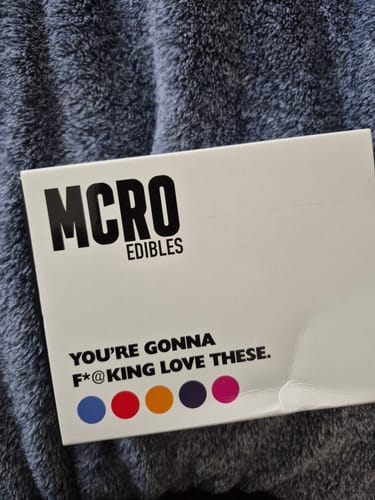 MCRO
EDIBLES
YOU'RE GONNA
F*@KING LOVE THESE.